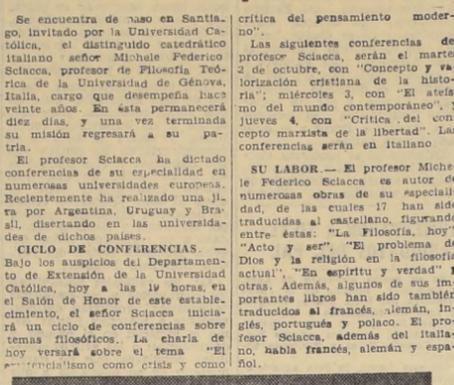 Se encuentra de paso en Santia-
go, invitado por la Universidad Ca-
tólica, el distinguido catedrático
italiano señor Michele Federico
Sciacca, profesor de Filosofía Teó-
rica de la Universidad de Génova,
Italia, cargo que desempeña hace
veinte años. En ésta permanecerá
diez días, y una vez terminada
su misión regresará a su pa-
tria.
El profesor Sciacca ha dictado
conferencias de su especialidad en
numerosas universidades europeas.
Recientemente ha realizado una ji-
ra por Argentina, Uruguay y Bra-
sil, disertando en las universida-
des de dichos países.
CICLO DE CONFERENCIAS. —
Bajo los auspicios del Departamen-
to de Extensión de la Universidad
Católica, hoy a las 19 horas, en
el Salón de Honor de este estable-
cimiento, el señor Sciacca inicia-
rá un ciclo de conferencias sobre
temas filosóficos. La charla de
hoy versará sobre el tema "El
existencialismo como crisis y como
crítica del pensamiento moder-
no".
Las siguientes conferencias de
profesor Sciacca, serán el marte
2 de octubre, con "Concepto y va
lorización cristiana de la histo-
ria"; miércoles 3, con "El ateís
mo del mundo contemporáneo", y
jueves 4, con "Crítica del con
cepto marxista de la libertad". Las
conferencias serán en italiano
SU LABOR.— El profesor Miche
le Federico Sciacca es autor de
numerosas obras de su especiali
dad, de las cuales 17 han sido
traducidas al castellano, figurando
entre éstas: "La Filosofía, hoy"
"Acto y ser", "El problema de
Dios y la religión en la filosofía
actual", "En espíritu y verdad" y
otras. Además, algunos de sus im-
portantes libros han sido también
traducidos al francés, alemán, in-
glés, portugués y polaco. El pro-
fesor Sciacca, además del italia-
no, habla francés, alemán y espa-
ñol.